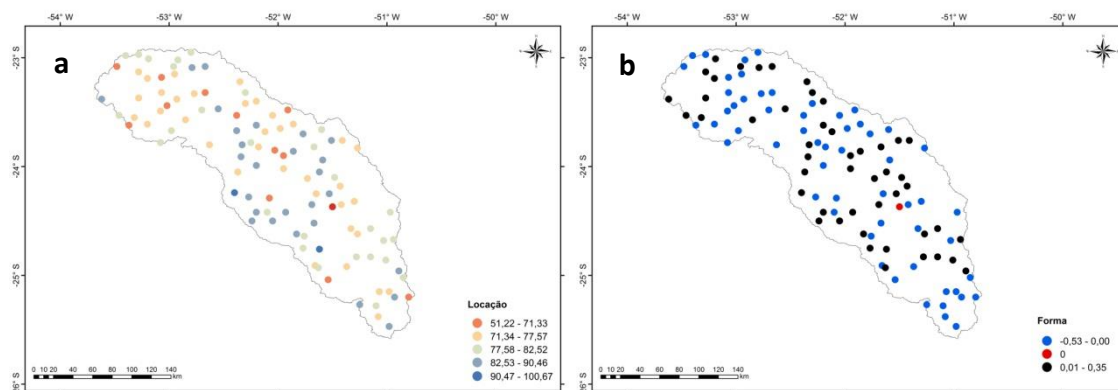 -54° W -53° W -52° W -51° W -50° W
a
-23° S
-24° S
-25° S
-26° S
Locação
51,22 - 71,33
71,34 - 77,57
77,58 - 82,52
82,53 - 90,46
90,47 - 100,67
0 10 20 40 60 80 100 120 140
km
-54° W -53° W -52° W -51° W -50° W
b
-23° S
-24° S
-25° S
-26° S
Forma
-0,53 - 0,00
0
0,01 - 0,35
0 10 20 40 60 80 100 120 140
km